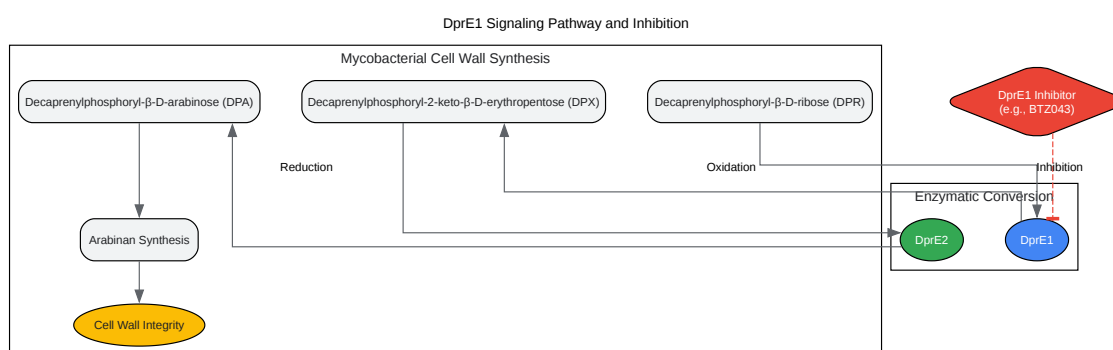 DprE1 Signaling Pathway and Inhibition
Mycobacterial Cell Wall Synthesis
Decaprenylphosphoryl-β-D-arabinose (DPA)
Decaprenylphosphoryl-2-keto-β-D-erythropentose (DPX)
Decaprenylphosphoryl-β-D-ribose (DPR)
DprE1 Inhibitor
(e.g., BTZ043)
Reduction
Oxidation
Inhibition
Enzymatic Conversion
Arabinan Synthesis
DprE2
DprE1
Cell Wall Integrity